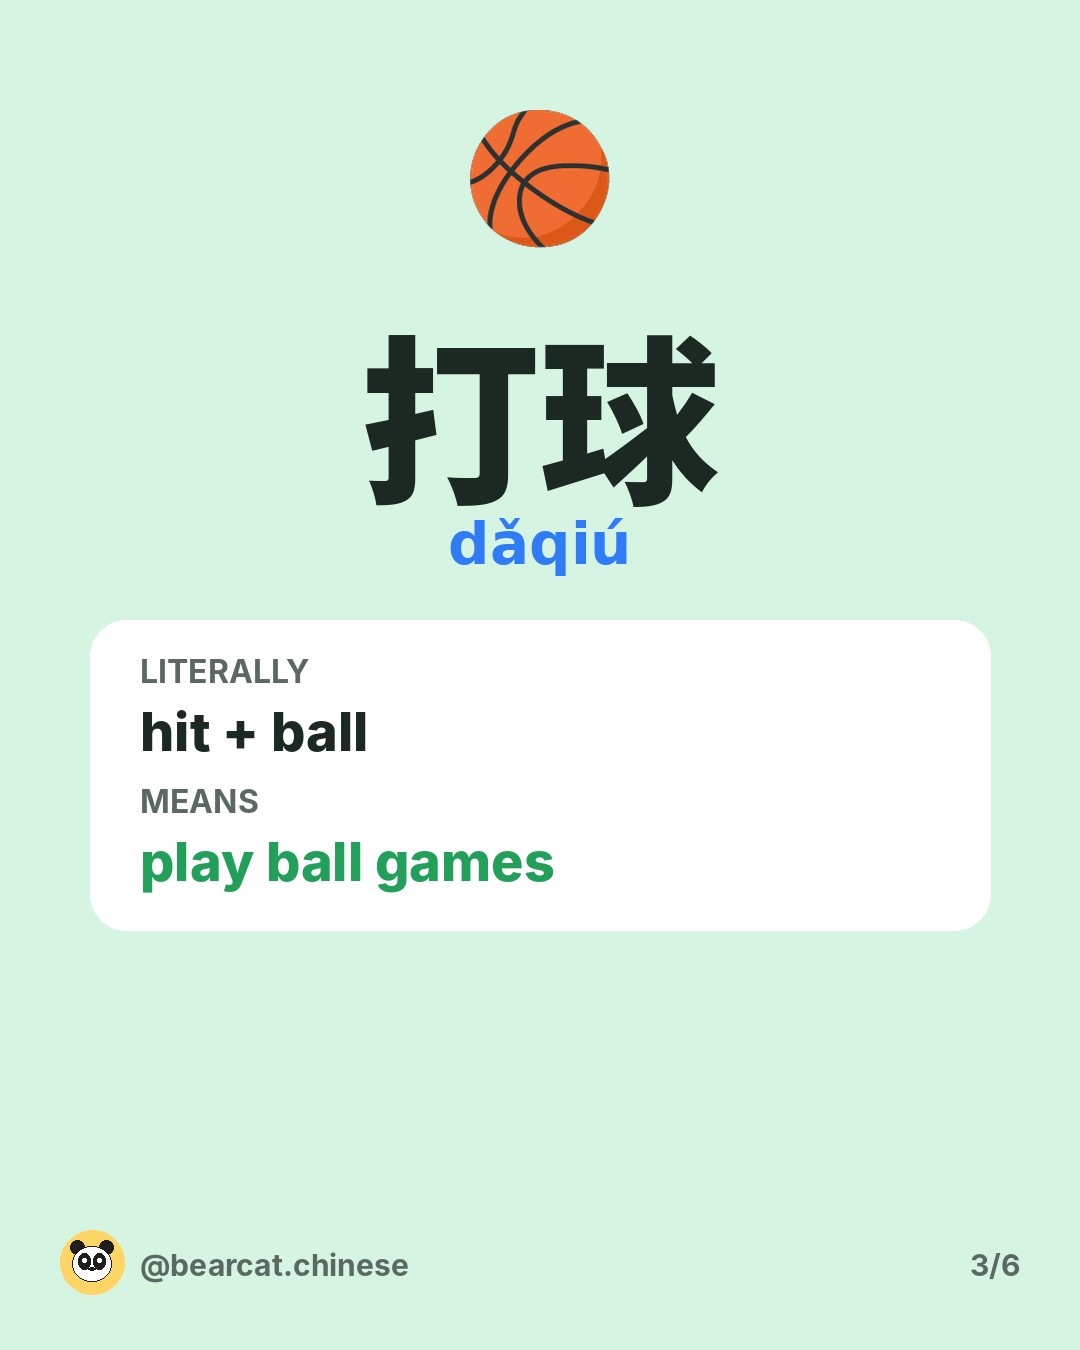 打球
dǎqiú
LITERALLY
hit + ball
MEANS
play ball games
@bearcat.chinese
3/6